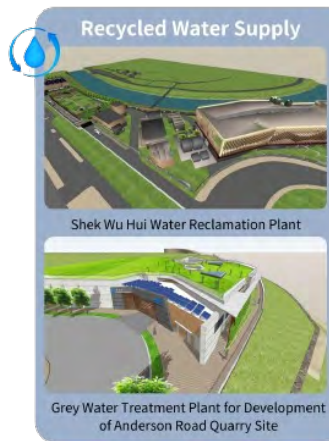 Recycled Water Supply
Shek Wu Hui Water Reclamation Plant
Grey Water Treatment Plant for Development
of Anderson Road Quarry Site